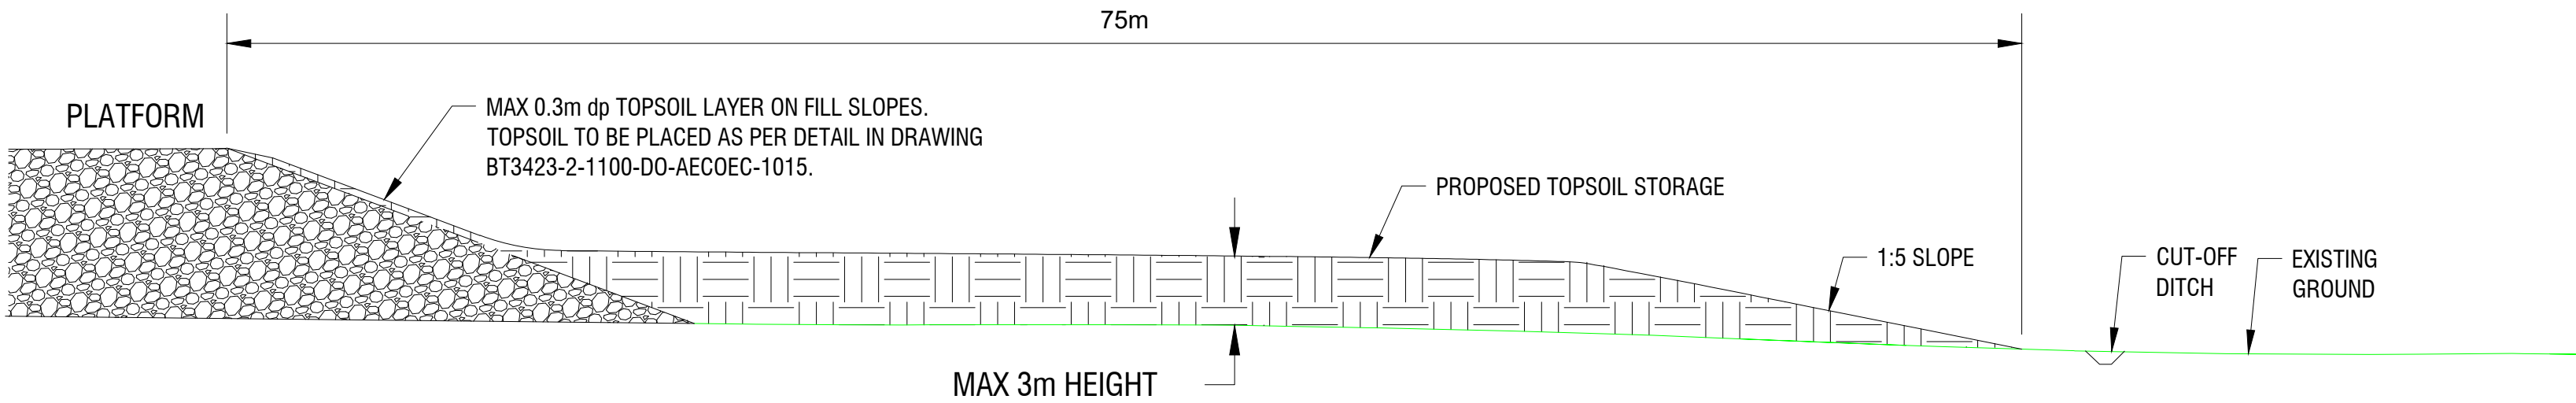 75m
PLATFORM
MAX 0.3m dp TOPSOIL LAYER ON FILL SLOPES.
TOPSOIL TO BE PLACED AS PER DETAIL IN DRAWING
BT3423-2-1100-DO-AECOEC-1015.
PROPOSED TOPSOIL STORAGE
1:5 SLOPE
CUT-OFF
DITCH
EXISTING
GROUND
MAX 3m HEIGHT